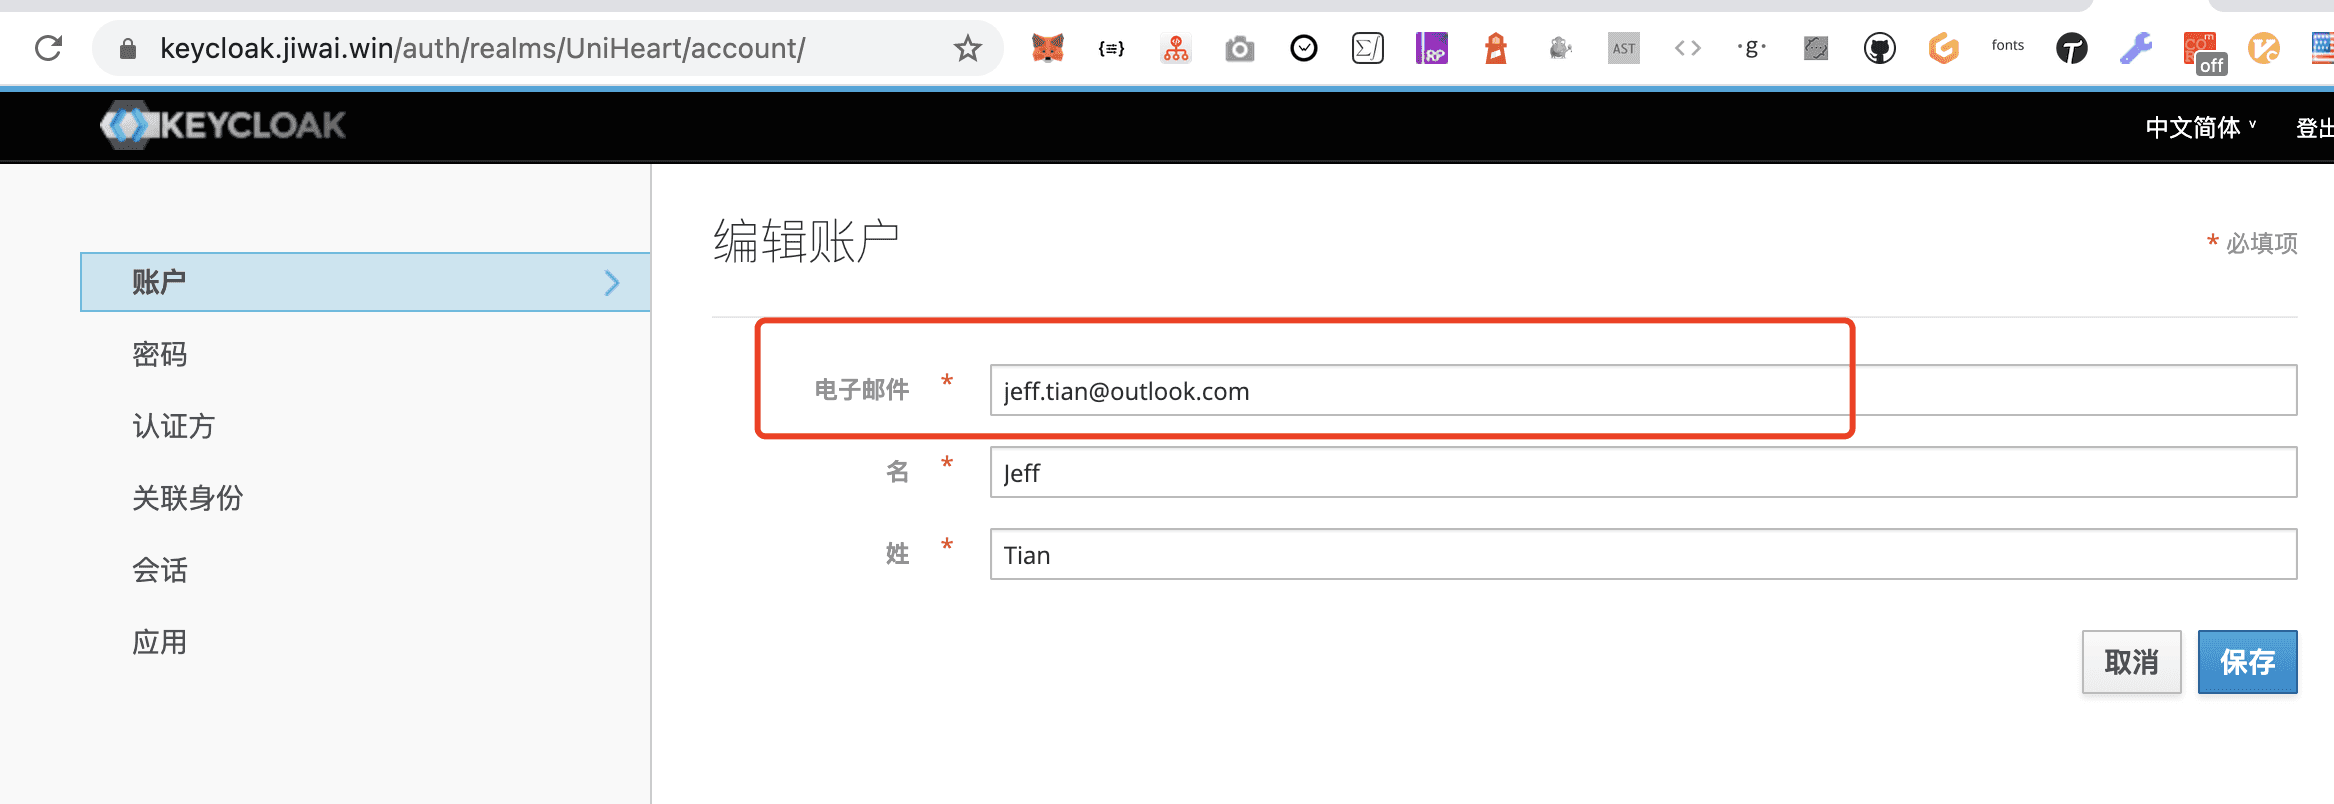 keycloak.jiwai.win/auth/realms/UniHeart/account/
{≡}
Σ∫
RP
AST
< >
·g·
fonts
off
KEYCLOAK
中文简体
登出
编辑账户
* 必填项
账户
密码
认证方
关联身份
会话
应用
电子邮件 * jeff.tian@outlook.com
名 * Jeff
姓 * Tian
取消 保存